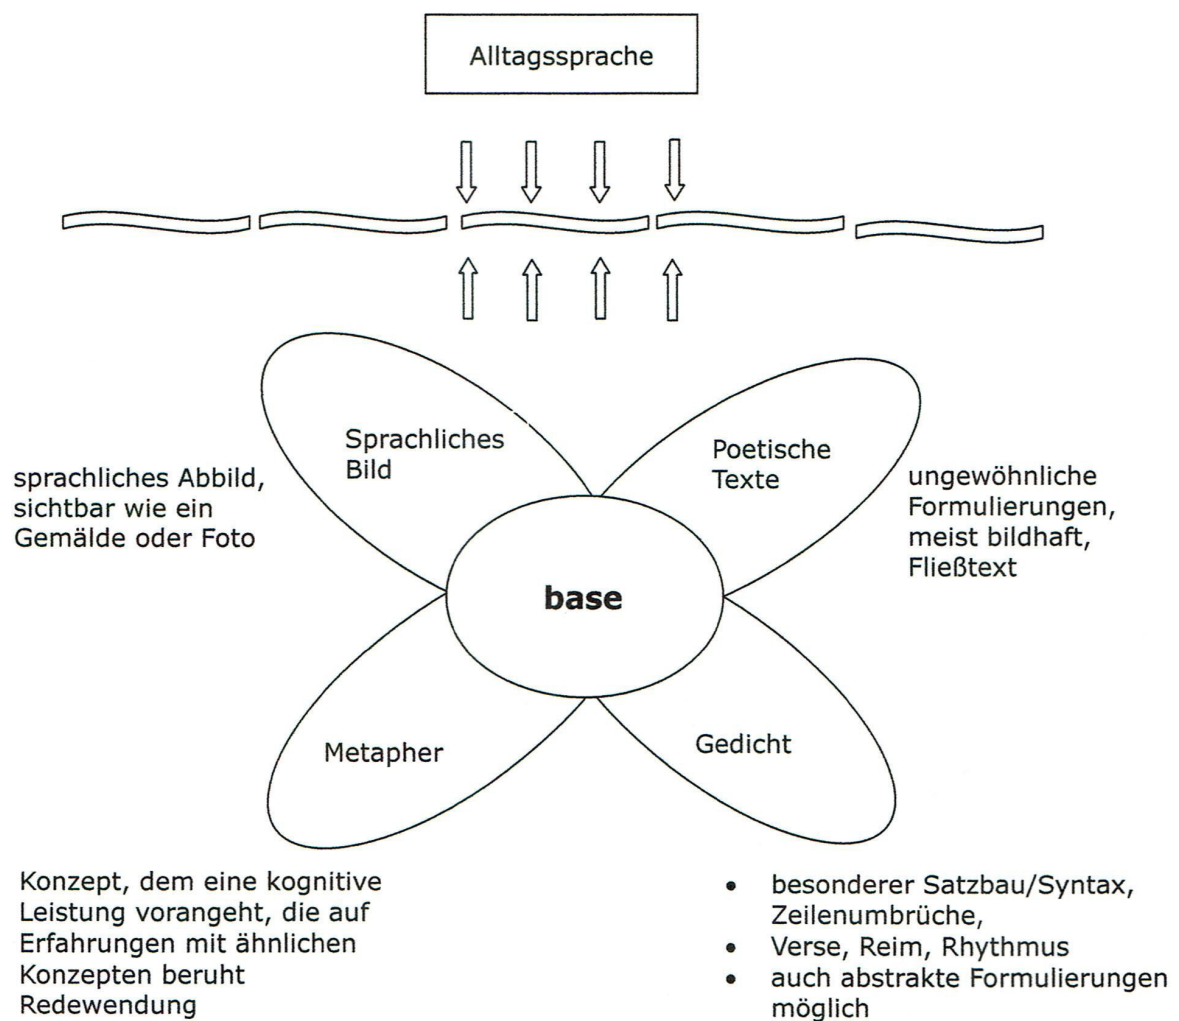 Alltagssprache
Sprachliches
Bild
Poetische
Texte
sprachliches Abbild,
sichtbar wie ein
Gemälde oder Foto
ungewöhnliche
Formulierungen,
meist bildhaft,
Fließtext
base
Metapher
Gedicht
Konzept, dem eine kognitive
Leistung vorangeht, die auf
Erfahrungen mit ähnlichen
Konzepten beruht
Redewendung
• besonderer Satzbau/Syntax,
Zeilenumbrüche,
• Verse, Reim, Rhythmus
• auch abstrakte Formulierungen
möglich